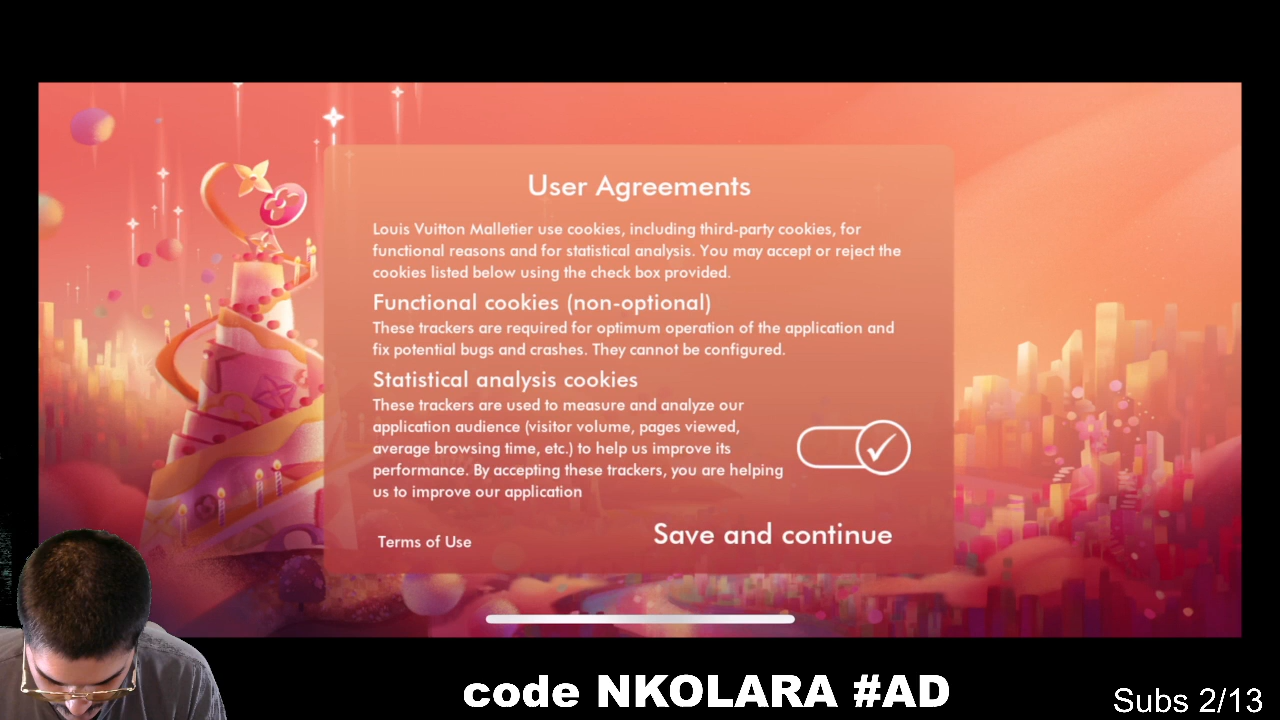 User Agreements
Louis Vuitton Malletier use cookies, including third-party cookies, for
functional reasons and for statistical analysis. You may accept or reject the
cookies listed below using the check box provided.
Functional cookies (non-optional)
These trackers are required for optimum operation of the application and
fix potential bugs and crashes. They cannot be configured.
Statistical analysis cookies
These trackers are used to measure and analyze our
application audience (visitor volume, pages viewed,
average browsing time, etc.) to help us improve its
performance. By accepting these trackers, you are helping
us to improve our application
Terms of Use
Save and continue
code NKOLARA #AD
Subs 2/13